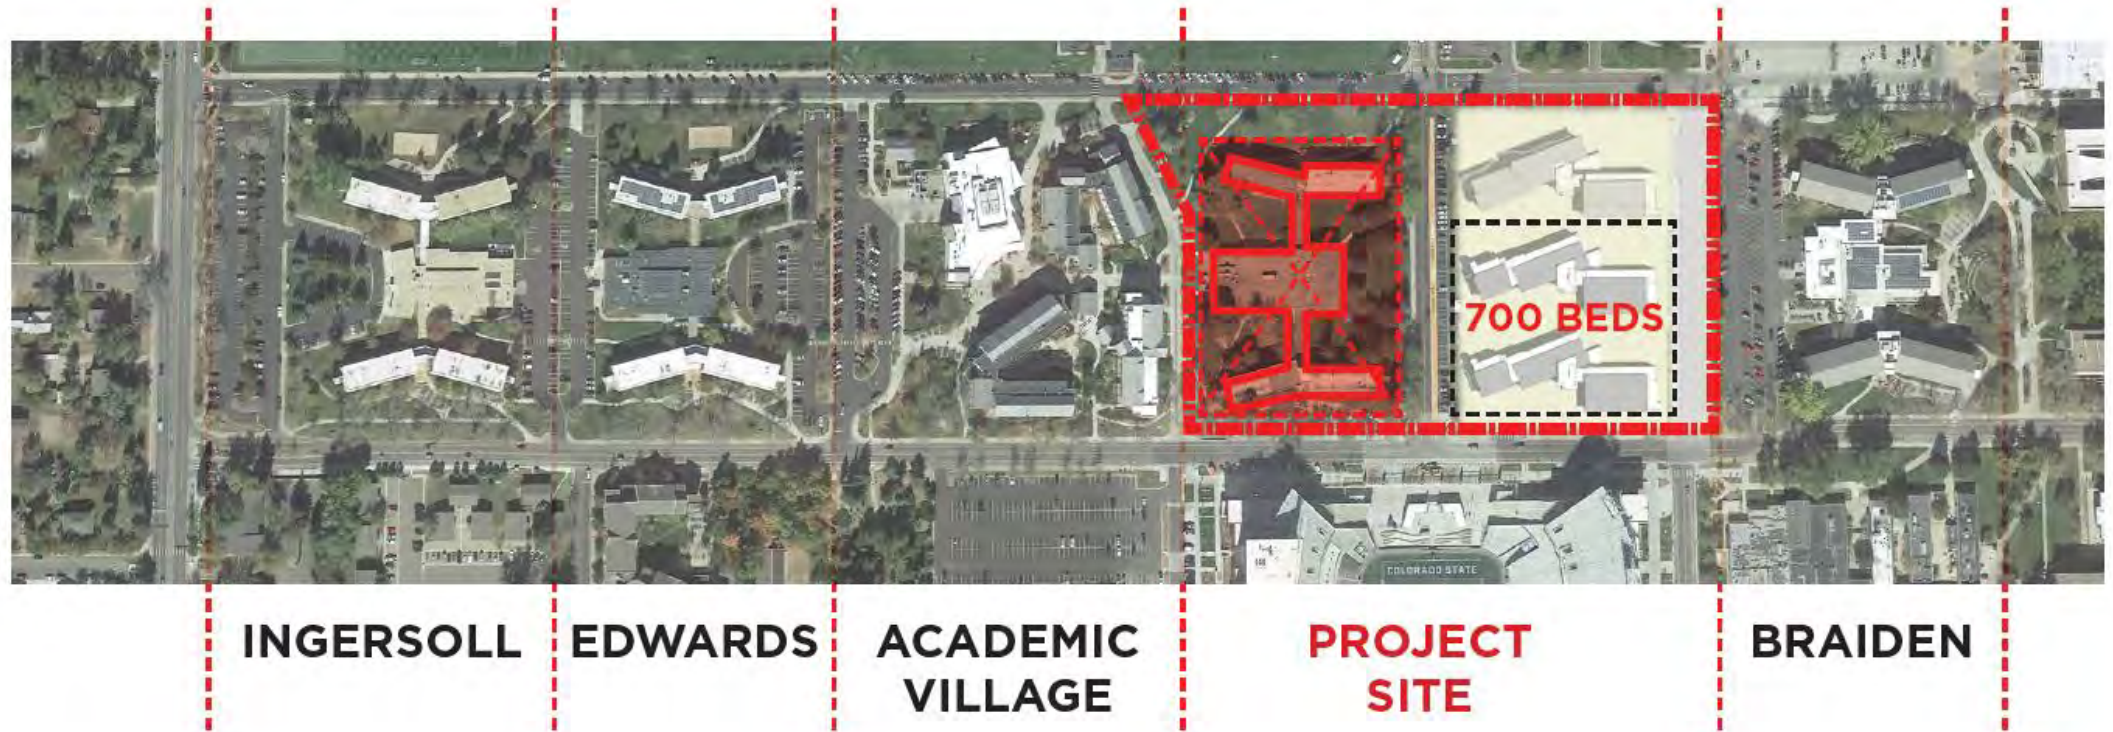 700 BEDS
COLORADO STATE
INGERSOLL
EDWARDS
ACADEMIC
VILLAGE
PROJECT
SITE
BRAIDEN